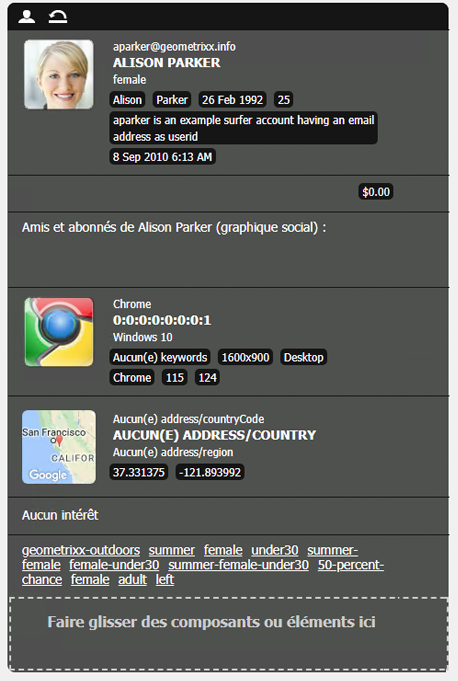 aparker@geometrixx.info
ALISON PARKER
female
Alison Parker 26 Feb 1992 25
aparker is an example surfer account having an email
address as userid
8 Sep 2010 6:13 AM
$0.00
Amis et abonnés de Alison Parker (graphique social) :
Chrome
0:0:0:0:0:0:0:1
Windows 10
Aucun(e) keywords 1600x900 Desktop
Chrome 115 124
Aucun(e) address/countryCode
San Francisco
AUCUN(E) ADDRESS/COUNTRY
Aucun(e) address/region
CALIFOR
37.331375 -121.893992
Google
Aucun intérêt
geometrixx-outdoors summer female under30 summer-
female female-under30 summer-female-under30 50-percent-
chance female adult left
Faire glisser des composants ou éléments ici